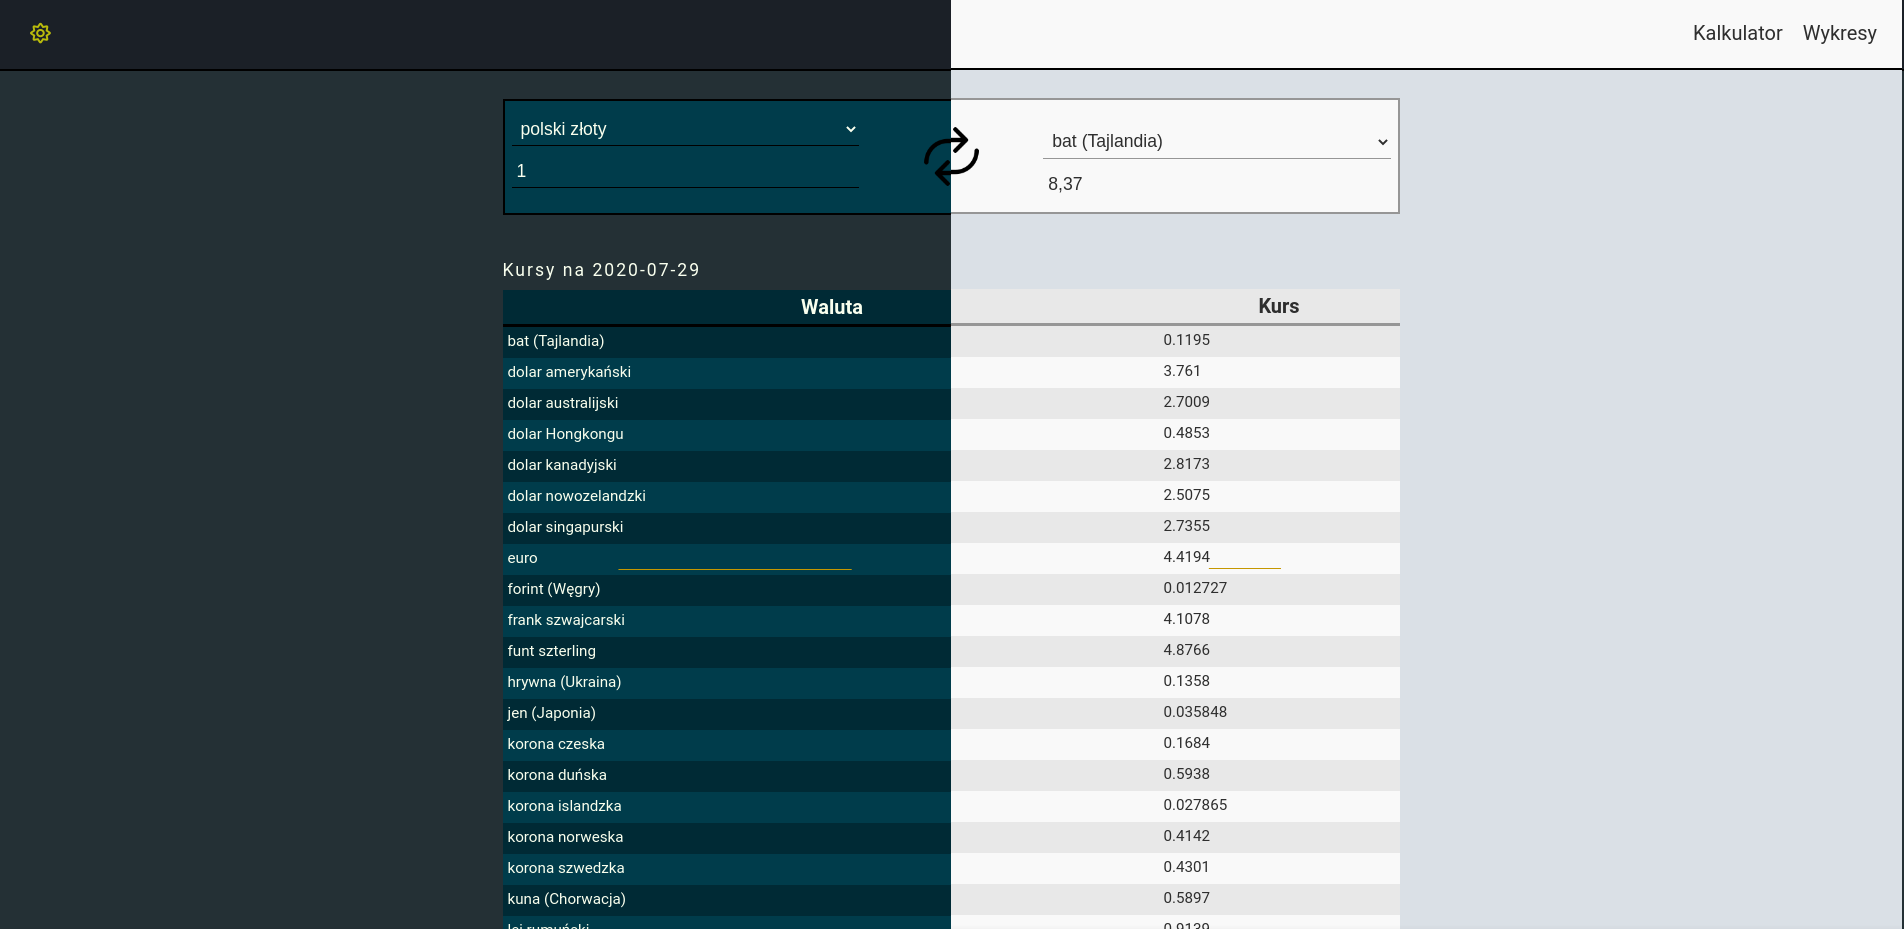 Kalkulator Wykresy
polski złoty
bat (Tajlandia)
1
8,37
Kursy na 2020-07-29
Waluta Kurs
bat (Tajlandia) 0.1195
dolar amerykański 3.761
dolar australijski 2.7009
dolar Hongkongu 0.4853
dolar kanadyjski 2.8173
dolar nowozelandzki 2.5075
dolar singapurski 2.7355
euro 4.4194
forint (Węgry) 0.012727
frank szwajcarski 4.1078
funt szterling 4.8766
hrywna (Ukraina) 0.1358
jen (Japonia) 0.035848
korona czeska 0.1684
korona duńska 0.5938
korona islandzka 0.027865
korona norweska 0.4142
korona szwedzka 0.4301
kuna (Chorwacja) 0.5897
lei rumuński 0.9139